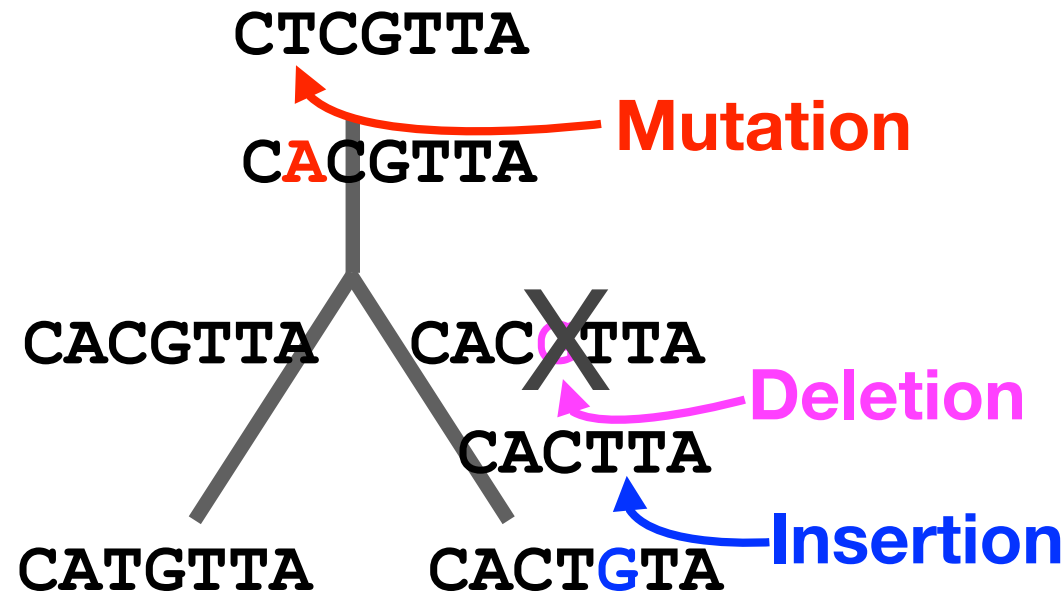 CTCGTTA
Mutation
CACGTTA
CACGTTA
CACGTTA
Deletion
CACTTA
Insertion
CATGTTA
CACTGTA